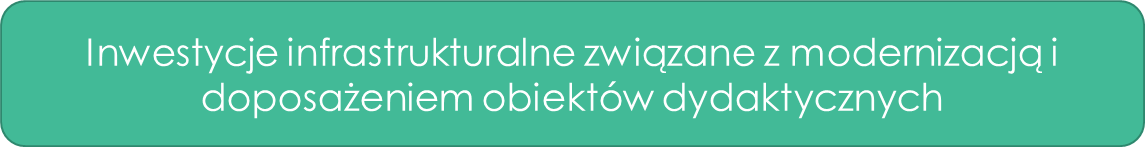 Inwestycje infrastrukturalne związane z modernizacją i
doposażeniem obiektów dydaktycznych